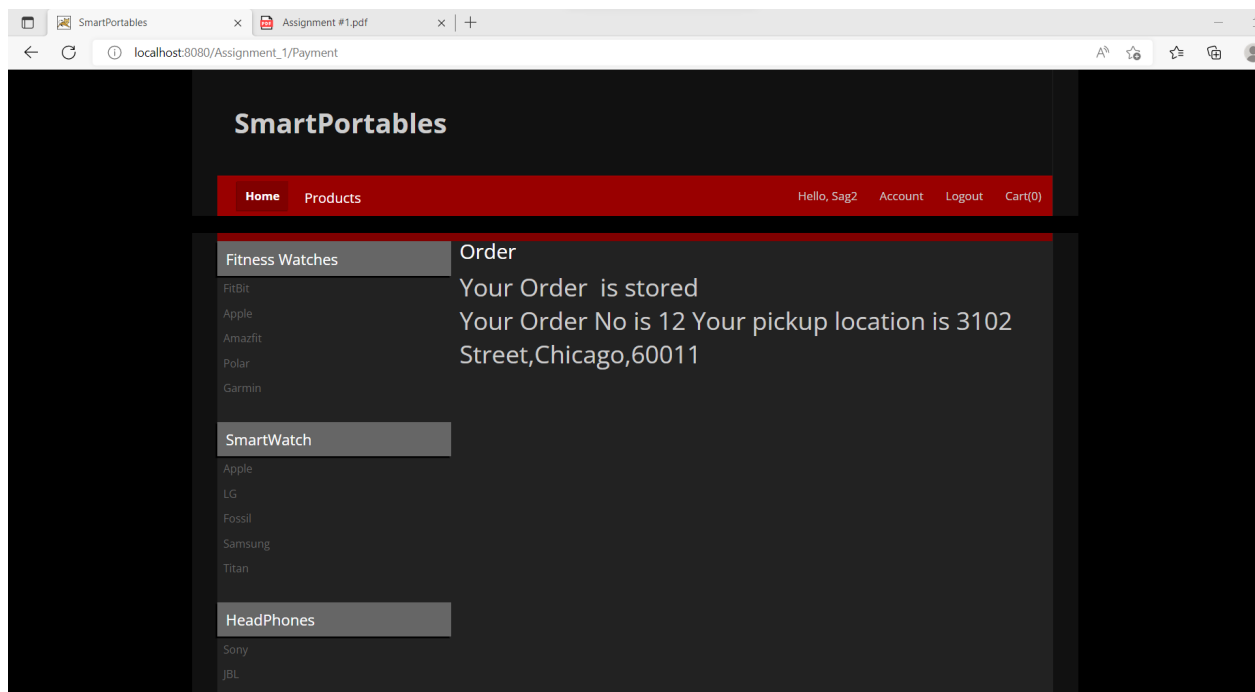 SmartPortables
Assignment #1.pdf
localhost:8080/Assignment_1/Payment
SmartPortables
Home Products Hello, Sag2 Account Logout Cart(0)
Fitness Watches
FitBit
Apple
Amazfit
Polar
Garmin
SmartWatch
Apple
LG
Fossil
Samsung
Titan
HeadPhones
Sony
JBL
Order
Your Order is stored
Your Order No is 12 Your pickup location is 3102
Street,Chicago,60011